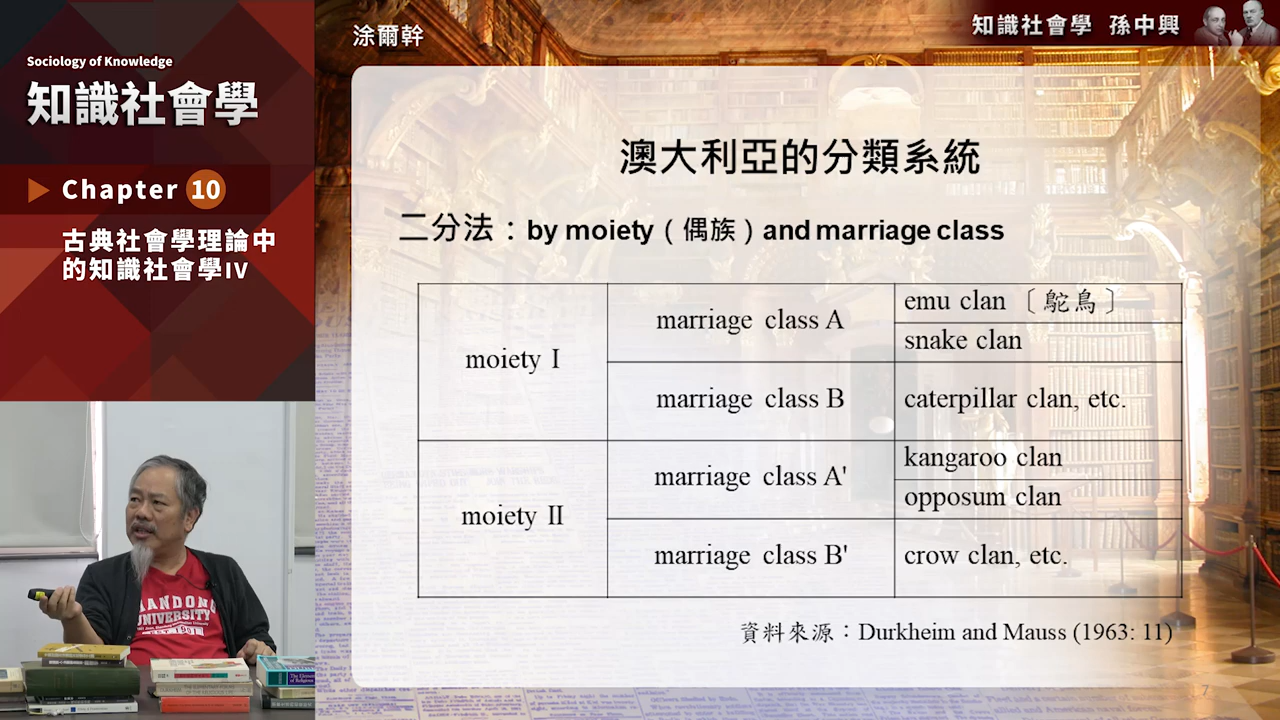 Sociology of Knowledge
知識社會學
Chapter 10
古典社會學理論中
的知識社會學IV
涂爾幹
知識社會學 孫中興
澳大利亞的分類系統
二分法：by moiety（偶族）and marriage class
moiety I
marriage class A
emu clan 〔鴕鳥〕
snake clan
marriage class B
caterpillar clan, etc.
moiety II
marriage class A'
kangaroo clan
opposum clan
marriage class B'
crow clan, etc.
資料來源：Durkheim and Mauss (1963: 11)
7
HANDONG
UNIVERSITY